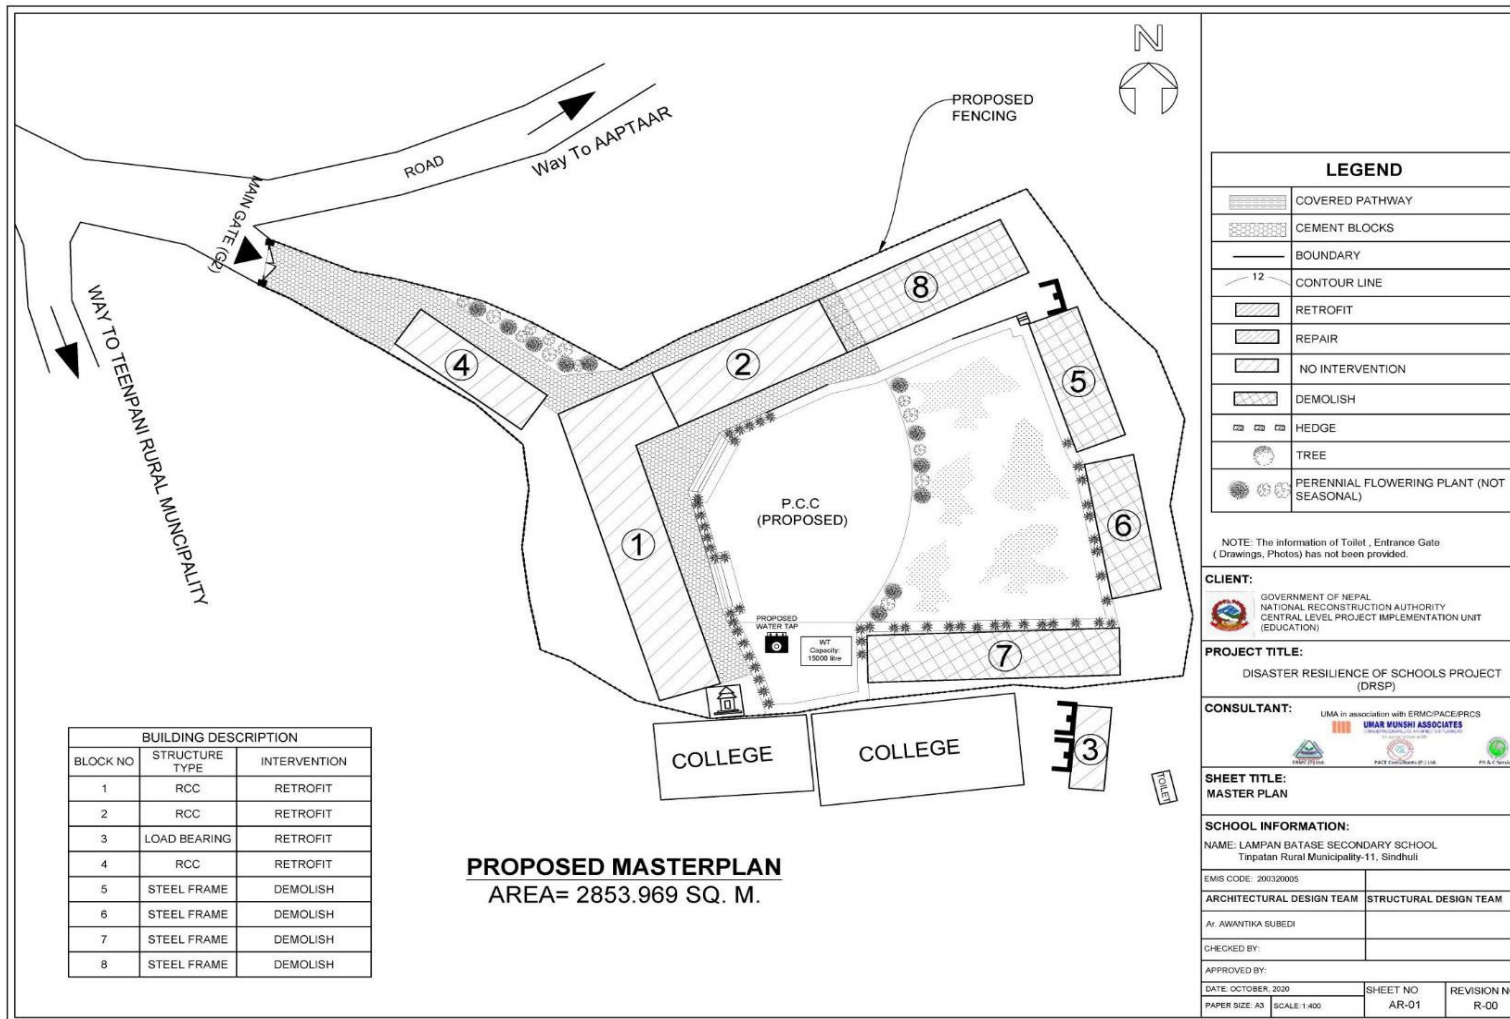 N
PROPOSED
FENCING
ROAD
Way To AAPTAAR
MAIN GATE (G2)
WAY TO TEENPANI RURAL MUNCIPALITY
8
2
4
5
1
6
P.C.C
(PROPOSED)
PROPOSED
WATER TAP
WT
Capacity:
15000 litre
7
COLLEGE
COLLEGE
3
TOILET
BUILDING DESCRIPTION
BLOCK NO STRUCTURE TYPE INTERVENTION
1 RCC RETROFIT
2 RCC RETROFIT
3 LOAD BEARING RETROFIT
4 RCC RETROFIT
5 STEEL FRAME DEMOLISH
6 STEEL FRAME DEMOLISH
7 STEEL FRAME DEMOLISH
8 STEEL FRAME DEMOLISH
PROPOSED MASTERPLAN
AREA= 2853.969 SQ. M.
LEGEND
COVERED PATHWAY
CEMENT BLOCKS
BOUNDARY
12 CONTOUR LINE
RETROFIT
REPAIR
NO INTERVENTION
DEMOLISH
HEDGE
TREE
PERENNIAL FLOWERING PLANT (NOT
SEASONAL)
NOTE: The information of Toilet , Entrance Gate
( Drawings, Photos) has not been provided.
CLIENT:
GOVERNMENT OF NEPAL
NATIONAL RECONSTRUCTION AUTHORITY
CENTRAL LEVEL PROJECT IMPLEMENTATION UNIT
(EDUCATION)
PROJECT TITLE:
DISASTER RESILIENCE OF SCHOOLS PROJECT
(DRSP)
CONSULTANT:
UMA in association with ERMC/PACE/PRCS
UMAR MUNSHI ASSOCIATES
PACE Consultants (P.) Ltd.
SHEET TITLE:
MASTER PLAN
SCHOOL INFORMATION:
NAME: LAMPAN BATASE SECONDARY SCHOOL
Tinpatan Rural Municipality-11, Sindhuli
EMIS CODE: 200320005
ARCHITECTURAL DESIGN TEAM STRUCTURAL DESIGN TEAM
Ar. AWANTIKA SUBEDI
CHECKED BY:
APPROVED BY:
DATE: OCTOBER, 2020 SHEET NO REVISION N
PAPER SIZE: A3 SCALE: 1:400 AR-01 R-00